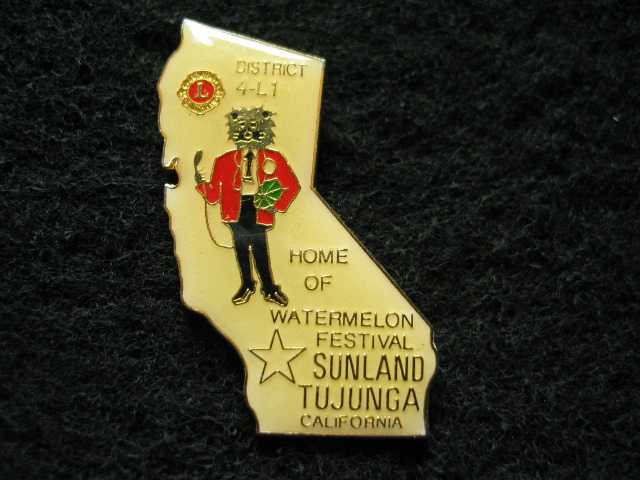 DISTRICT
4-L1
L
HOME
OF
WATERMELON
FESTIVAL
SUNLAND
TUJUNGA
CALIFORNIA